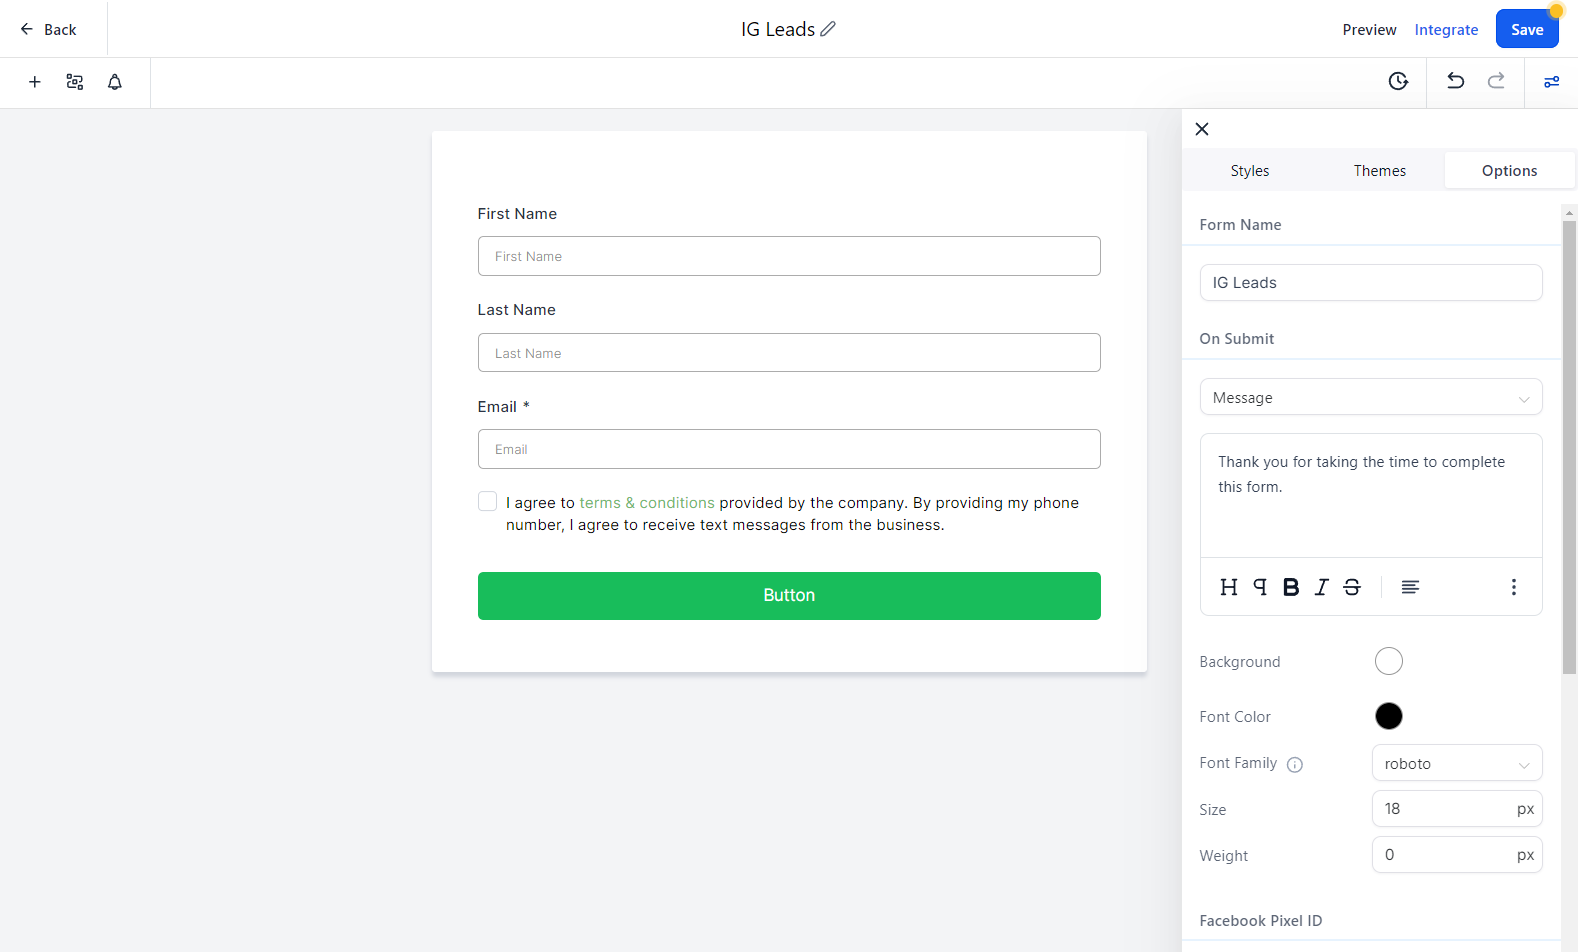 Back
IG Leads
Preview
Integrate
Save
Styles
Themes
Options
First Name
First Name
Last Name
Last Name
Email *
Email
I agree to terms & conditions provided by the company. By providing my phone
number, I agree to receive text messages from the business.
Button
Form Name
IG Leads
On Submit
Message
Thank you for taking the time to complete
this form.
Background
Font Color
Font Family
roboto
Size
18 px
Weight
0 px
Facebook Pixel ID